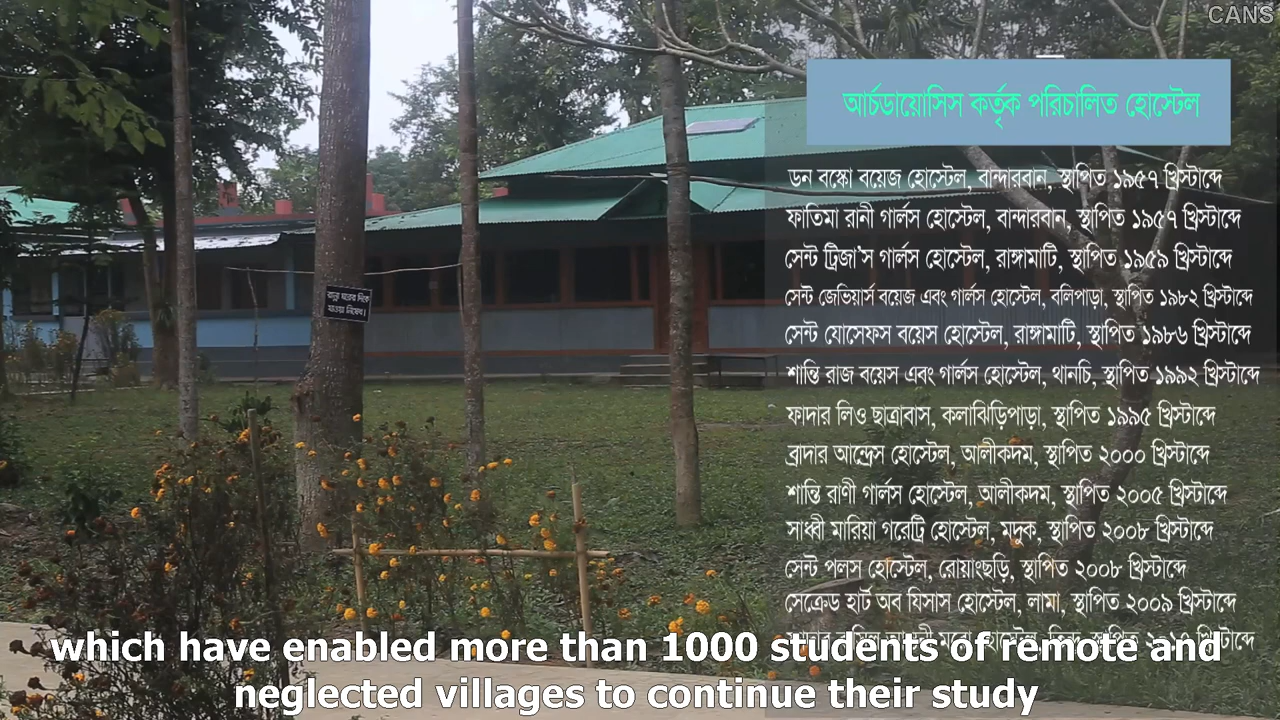 CANS
আর্চডায়োসিস কর্তৃক পরিচালিত হোস্টেল
ডন বস্কো বয়েজ হোস্টেল, বান্দারবান, স্থাপিত ১৯৫৭ খ্রিস্টাব্দে
ফাতিমা রানী গার্লস হোস্টেল, বান্দারবান, স্থাপিত ১৯৫৭ খ্রিস্টাব্দে
সেন্ট ট্রিজা'স গার্লস হোস্টেল, রাঙ্গামাটি, স্থাপিত ১৯৫৯ খ্রিস্টাব্দে
সেন্ট জেভিয়ার্স বয়েজ এবং গার্লস হোস্টেল, বলিপাড়া, স্থাপিত ১৯৮২ খ্রিস্টাব্দে
সেন্ট যোসেফস বয়েস হোস্টেল, রাঙ্গামাটি, স্থাপিত ১৯৮৬ খ্রিস্টাব্দে
শান্তি রাজ বয়েস এবং গার্লস হোস্টেল, থানচি, স্থাপিত ১৯৯২ খ্রিস্টাব্দে
ফাদার লিও ছাত্রাবাস, কলাঝিড়িপাড়া, স্থাপিত ১৯৯৫ খ্রিস্টাব্দে
ব্রাদার আন্দ্রেস হোস্টেল, আলীকদম, স্থাপিত ২০০০ খ্রিস্টাব্দে
শান্তি রাণী গার্লস হোস্টেল, আলীকদম, স্থাপিত ২০০৫ খ্রিস্টাব্দে
সাধ্বী মারিয়া গরেট্রি হোস্টেল, মদুক, স্থাপিত ২০০৮ খ্রিস্টাব্দে
সেন্ট পলস হোস্টেল, রোয়াংছড়ি, স্থাপিত ২০০৮ খ্রিস্টাব্দে
সেক্রেড হার্ট অব যিসাস হোস্টেল, লামা, স্থাপিত ২০০৯ খ্রিস্টাব্দে
which have enabled more than 1000 students of remote and
neglected villages to continue their study